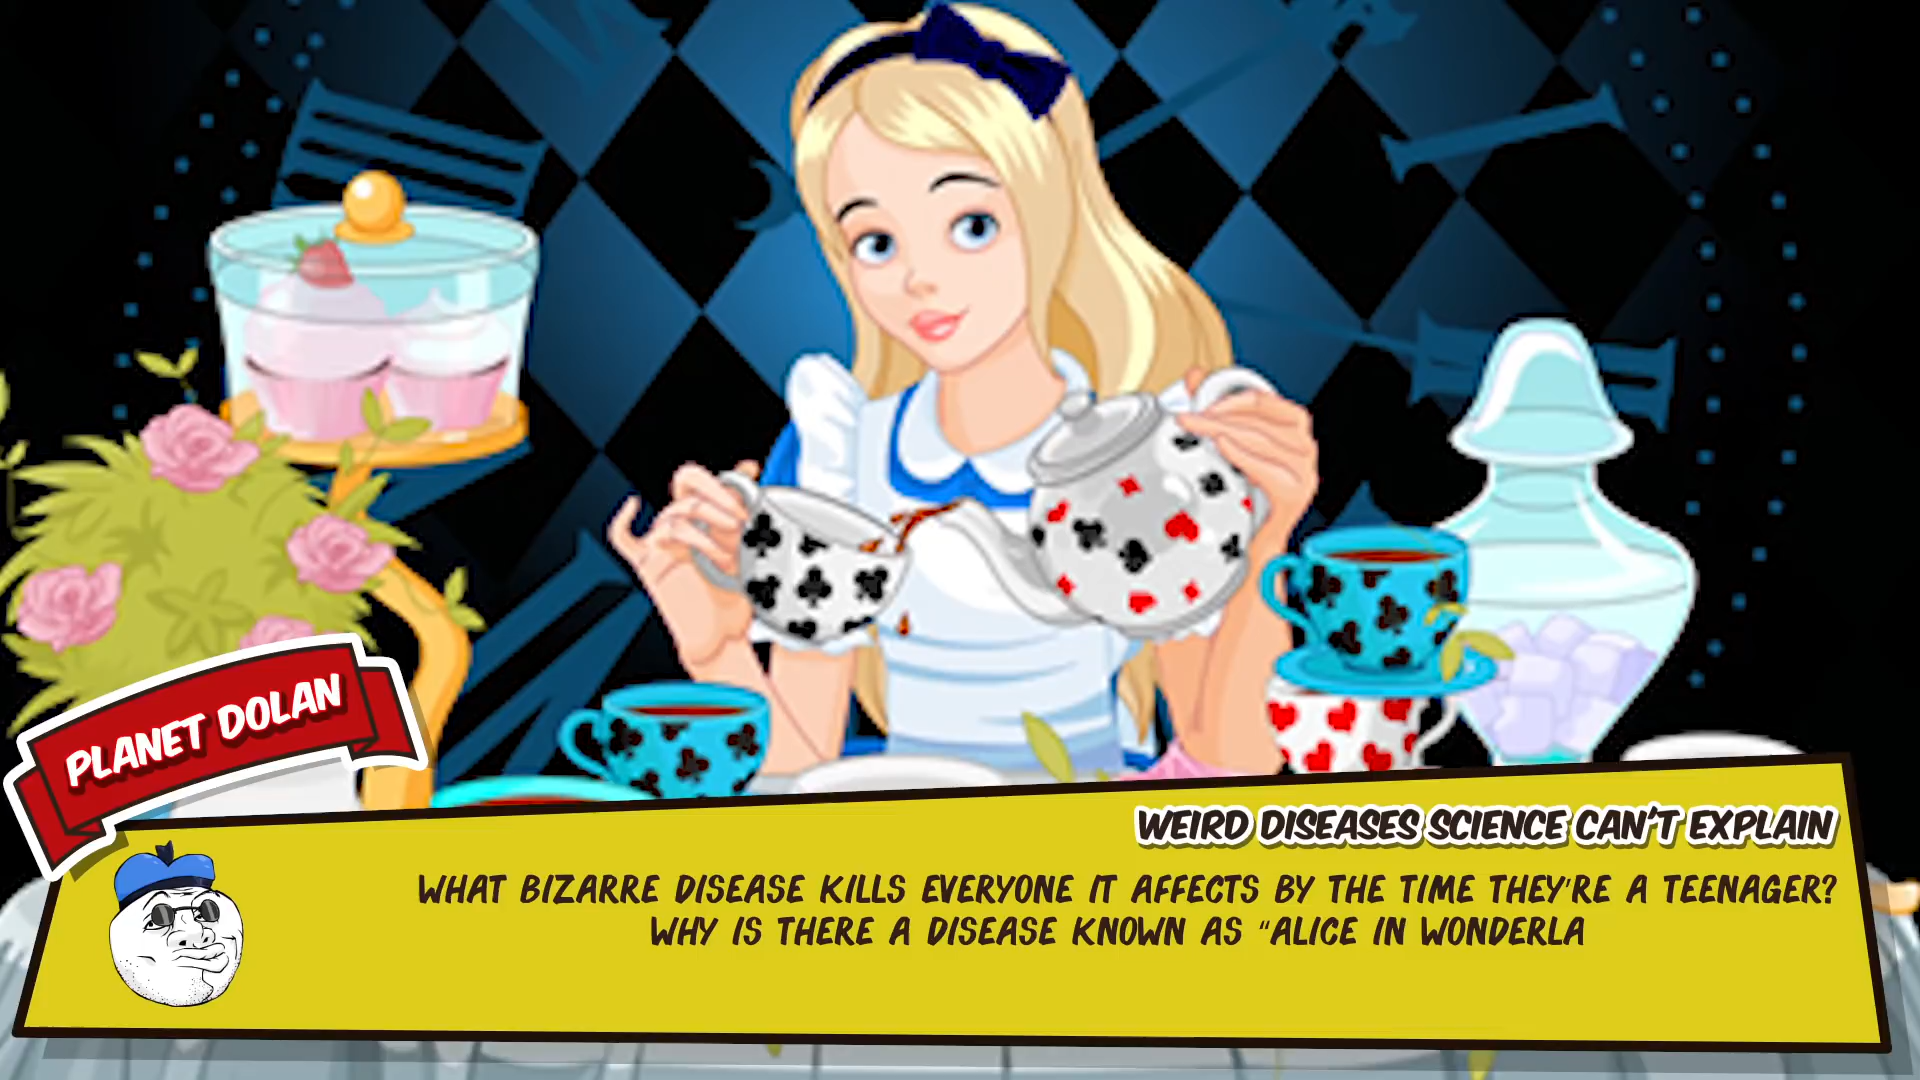 PLANET DOLAN
WEIRD DISEASES SCIENCE CAN'T EXPLAIN
WHAT BIZARRE DISEASE KILLS EVERYONE IT AFFECTS BY THE TIME THEY'RE A TEENAGER?
WHY IS THERE A DISEASE KNOWN AS "ALICE IN WONDERLA